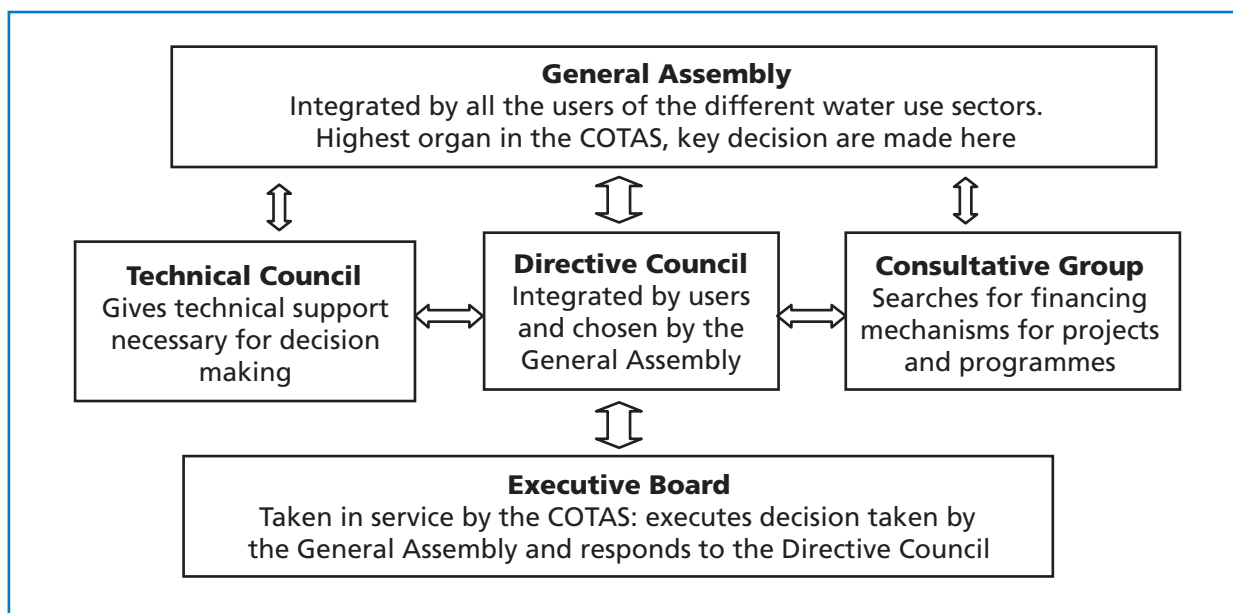 General Assembly
Integrated by all the users of the different water use sectors.
Highest organ in the COTAS, key decision are made here
Technical Council
Gives technical support
necessary for decision
making
Directive Council
Integrated by users
and chosen by the
General Assembly
Consultative Group
Searches for financing
mechanisms for projects
and programmes
Executive Board
Taken in service by the COTAS: executes decision taken by
the General Assembly and responds to the Directive Council